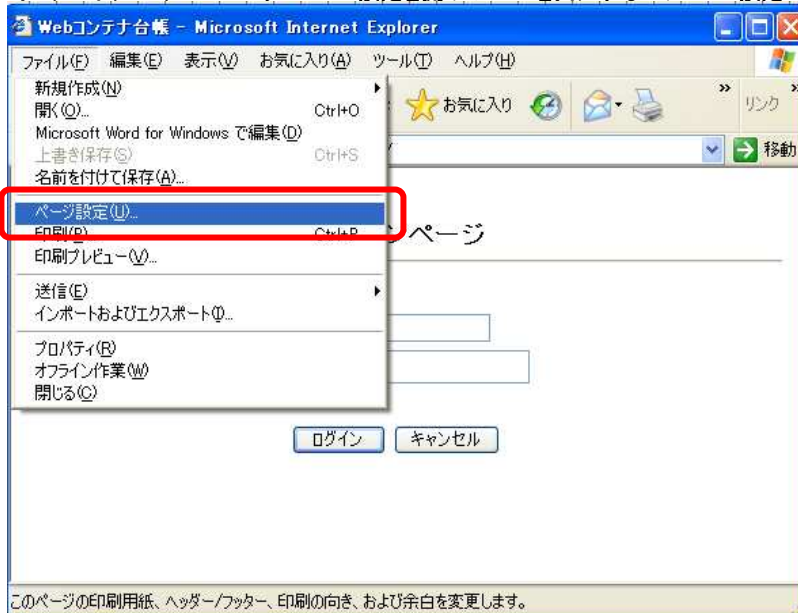 Webコンテナ台帳 - Microsoft Internet Explorer
ファイル(F) 編集(E) 表示(V) お気に入り(A) ツール(T) ヘルプ(H)
新規作成(N)
開く(O)... Ctrl+O
お気に入り
»
リンク
»
Microsoft Word for Windows で編集(D)
上書き保存(S) Ctrl+S
移動
名前を付けて保存(A)...
ページ設定(U)...
印刷(P) Ctrl+P
ンページ
印刷プレビュー(V)...
送信(E)
インポートおよびエクスポート(I)...
プロパティ(R)
オフライン作業(W)
閉じる(C)
ログイン キャンセル
このページの印刷用紙、ヘッダー/フッター、印刷の向き、および余白を変更します。